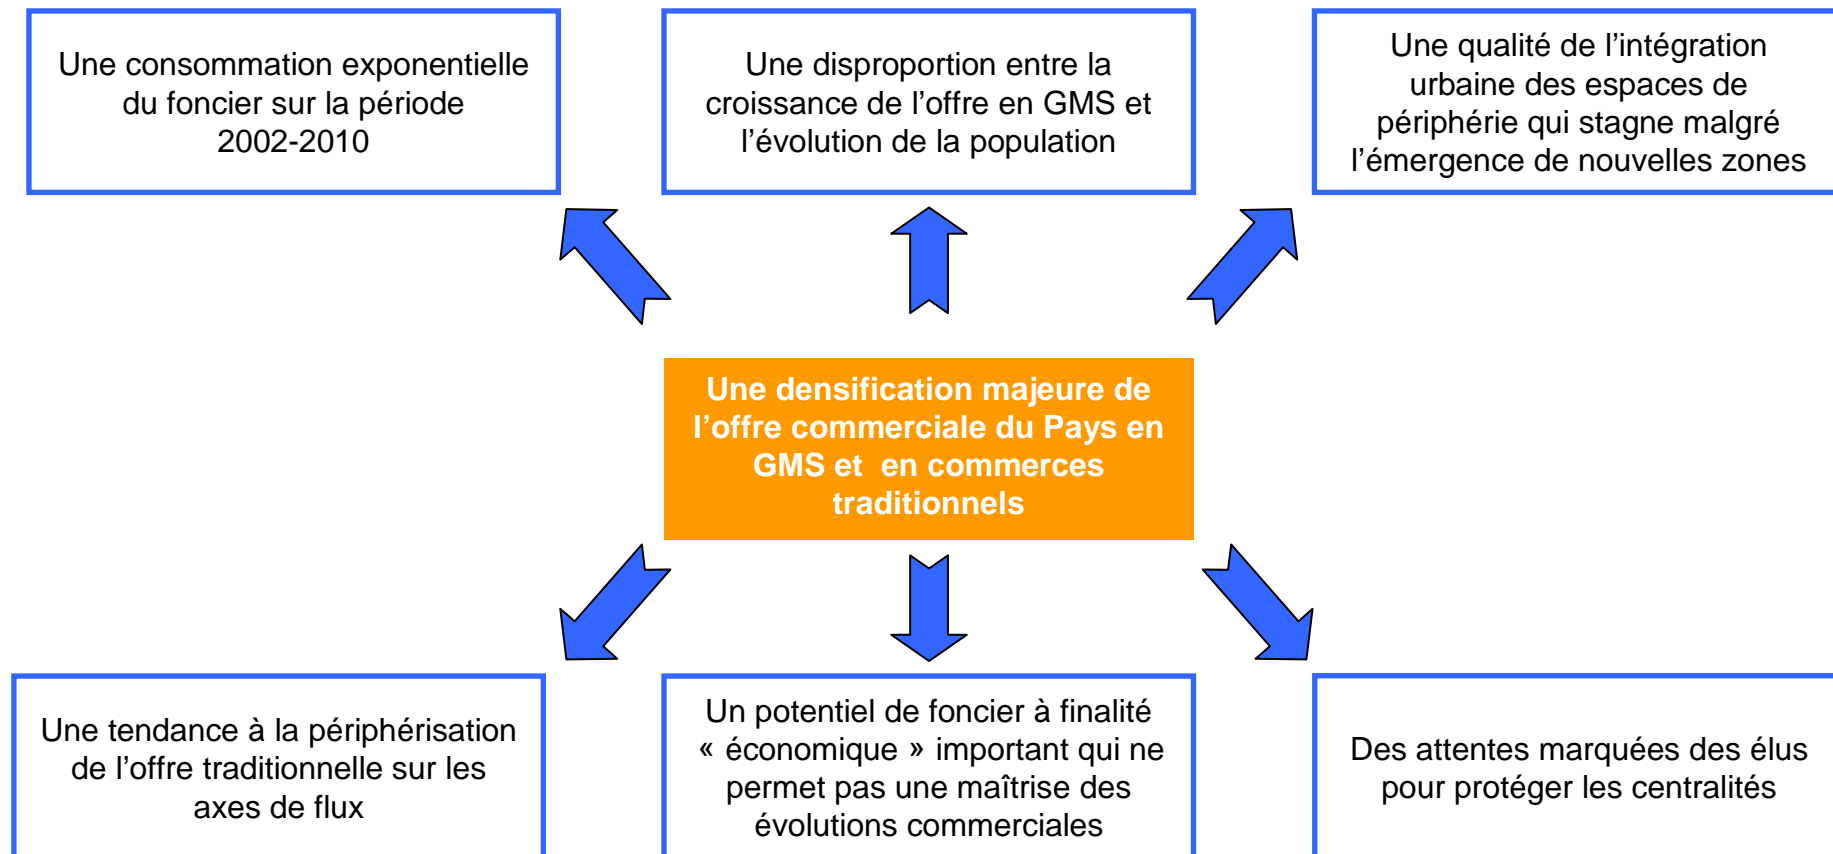 Une consommation exponentielle
du foncier sur la période
2002-2010
Une disproportion entre la
croissance de l’offre en GMS et
l’évolution de la population
Une qualité de l’intégration
urbaine des espaces de
périphérie qui stagne malgré
l’émergence de nouvelles zones
Une densification majeure de
l’offre commerciale du Pays en
GMS et  en commerces
traditionnels
Une tendance à la périphérisation
de l’offre traditionnelle sur les
axes de flux
Un potentiel de foncier à finalité
« économique » important qui ne
permet pas une maîtrise des
évolutions commerciales
Des attentes marquées des élus
pour protéger les centralités